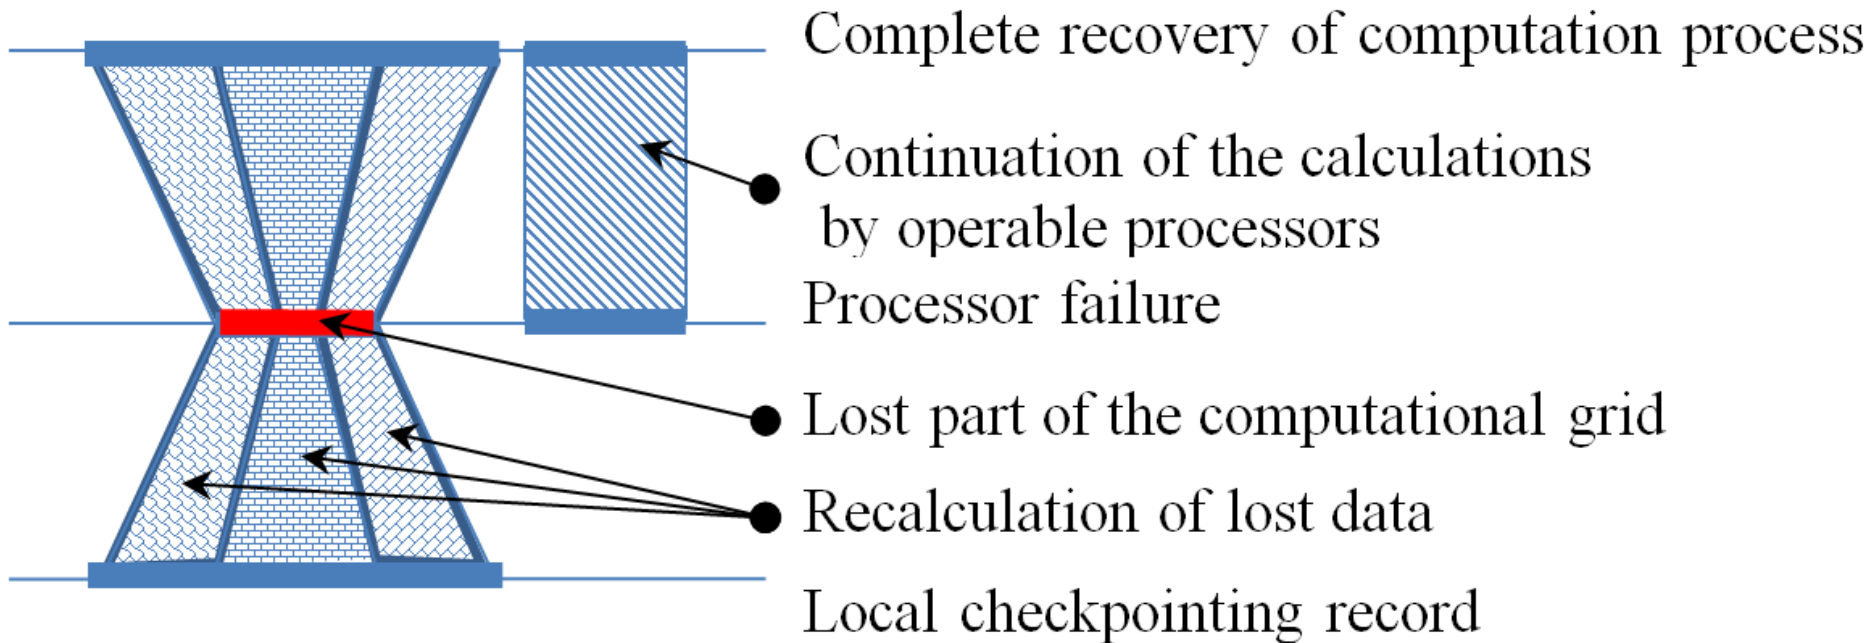 Complete recovery of computation process
Continuation of the calculations
by operable processors
Processor failure
Lost part of the computational grid
Recalculation of lost data
Local checkpointing record